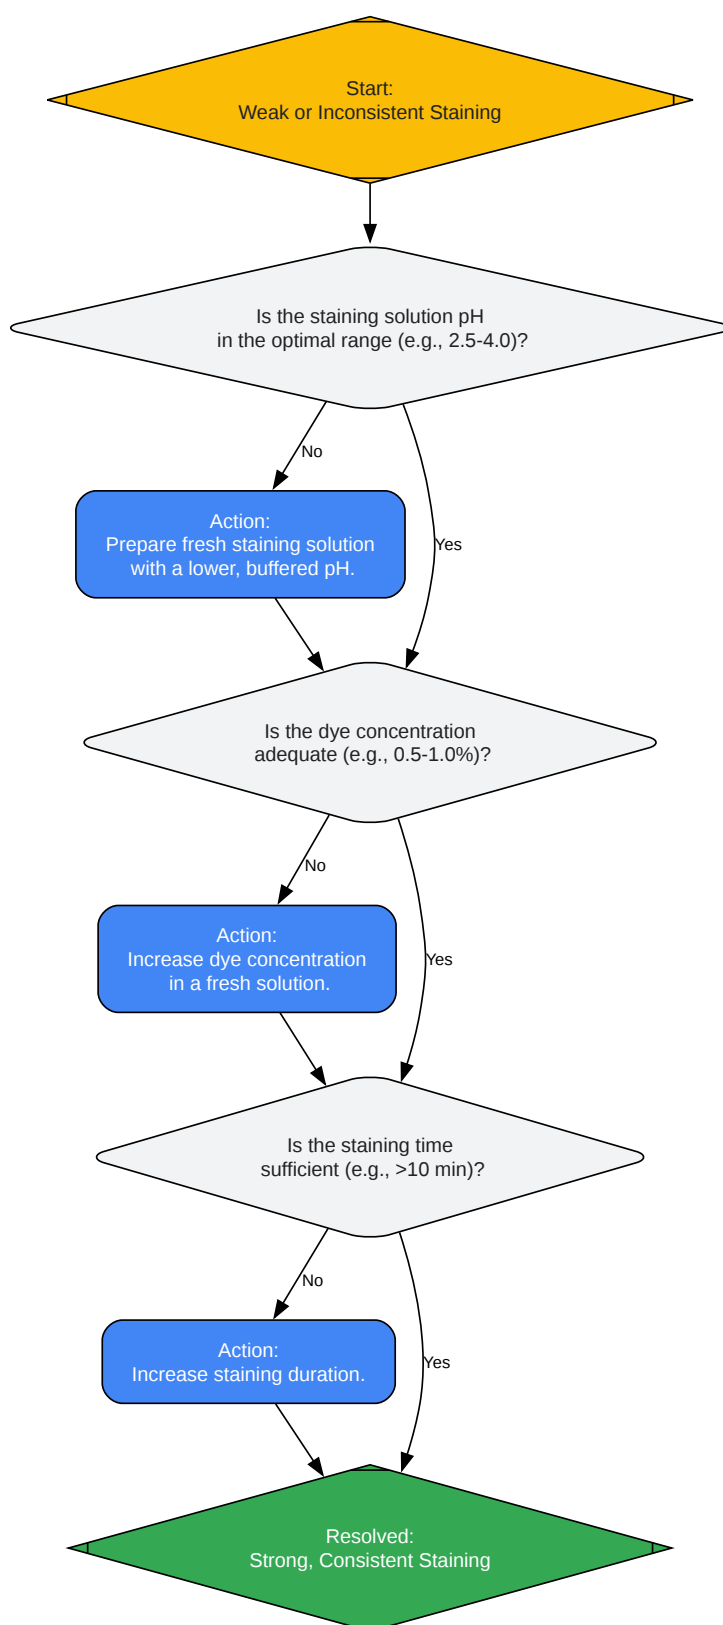 Start:
Weak or Inconsistent Staining
Is the staining solution pH
in the optimal range (e.g., 2.5-4.0)?
No
Yes
Action:
Prepare fresh staining solution
with a lower, buffered pH.
Is the dye concentration
adequate (e.g., 0.5-1.0%)?
No
Yes
Action:
Increase dye concentration
in a fresh solution.
Is the staining time
sufficient (e.g., >10 min)?
No
Yes
Action:
Increase staining duration.
Resolved:
Strong, Consistent Staining